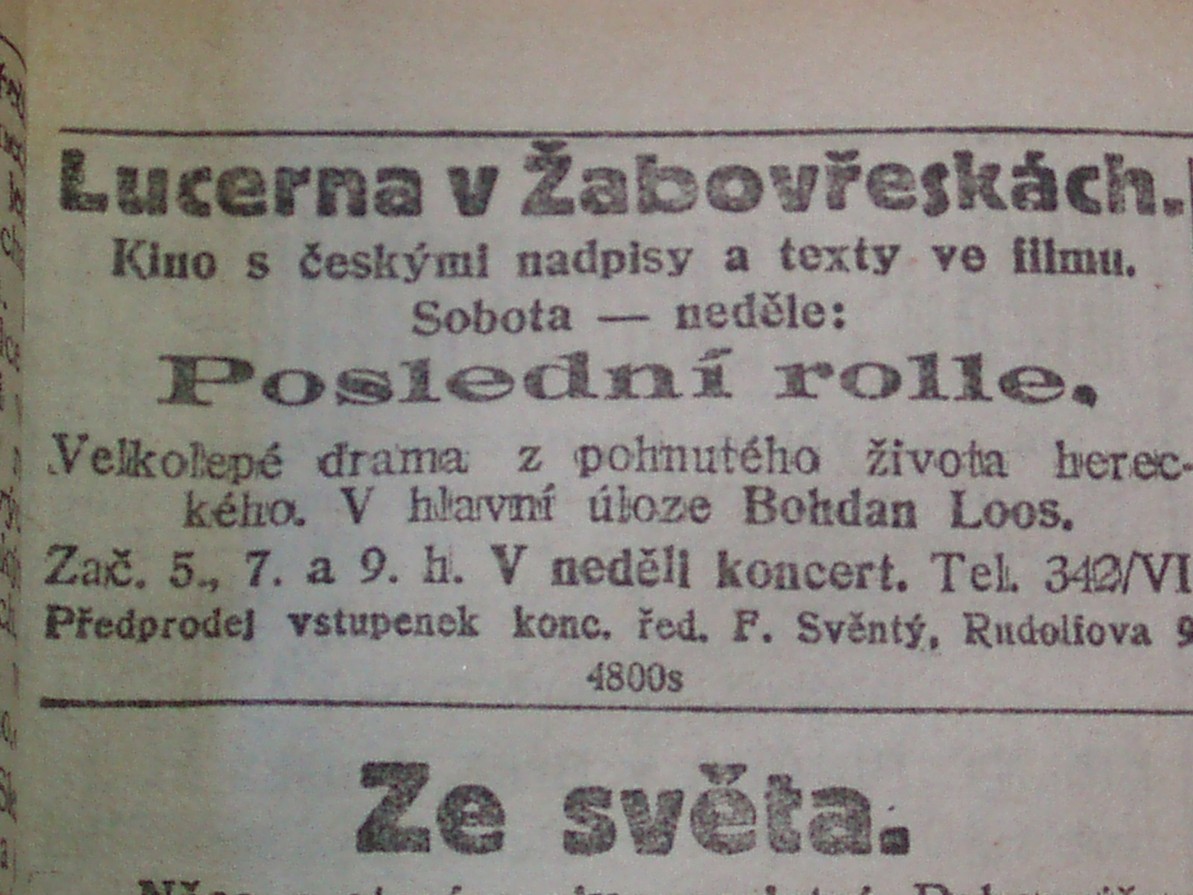 Lucerna v Žabovřeskách.
Kino s českými nadpisy a texty ve filmu.
Sobota — neděle:
Poslední rolle.
Velkolepé drama z pohnutého života herec-
kého. V hlavní úloze Bohdan Loos.
Zač. 5., 7. a 9. h. V neděli koncert. Tel. 342/VI
Předprodej vstupenek konc. řed. F. Svěntý, Rudolfova 9
4800s
Ze světa.